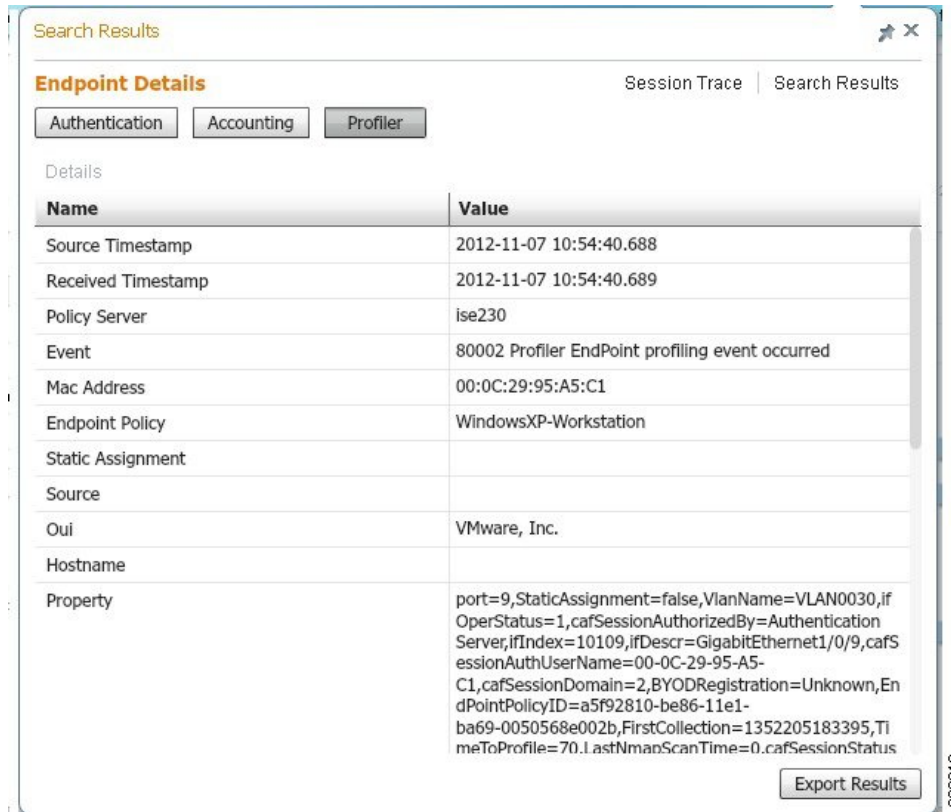 Search Results
Endpoint Details
Session Trace | Search Results
Authentication Accounting Profiler
Details
Name Value
Source Timestamp 2012-11-07 10:54:40.688
Received Timestamp 2012-11-07 10:54:40.689
Policy Server ise230
Event 80002 Profiler EndPoint profiling event occurred
Mac Address 00:0C:29:95:A5:C1
Endpoint Policy WindowsXP-Workstation
Static Assignment
Source
Oui VMware, Inc.
Hostname
Property port=9,StaticAssignment=false,VlanName=VLAN0030,if
OperStatus=1,cafSessionAuthorizedBy=Authentication
Server,ifIndex=10109,ifDescr=GigabitEthernet1/0/9,cafS
essionAuthUserName=00-0C-29-95-A5-
C1,cafSessionDomain=2,BYODRegistration=Unknown,En
dPointPolicyID=a5f92810-be86-11e1-
ba69-0050568e002b,FirstCollection=1352205183395,Ti
meToProfile=70,LastNmapScanTime=0,cafSessionStatus
Export Results